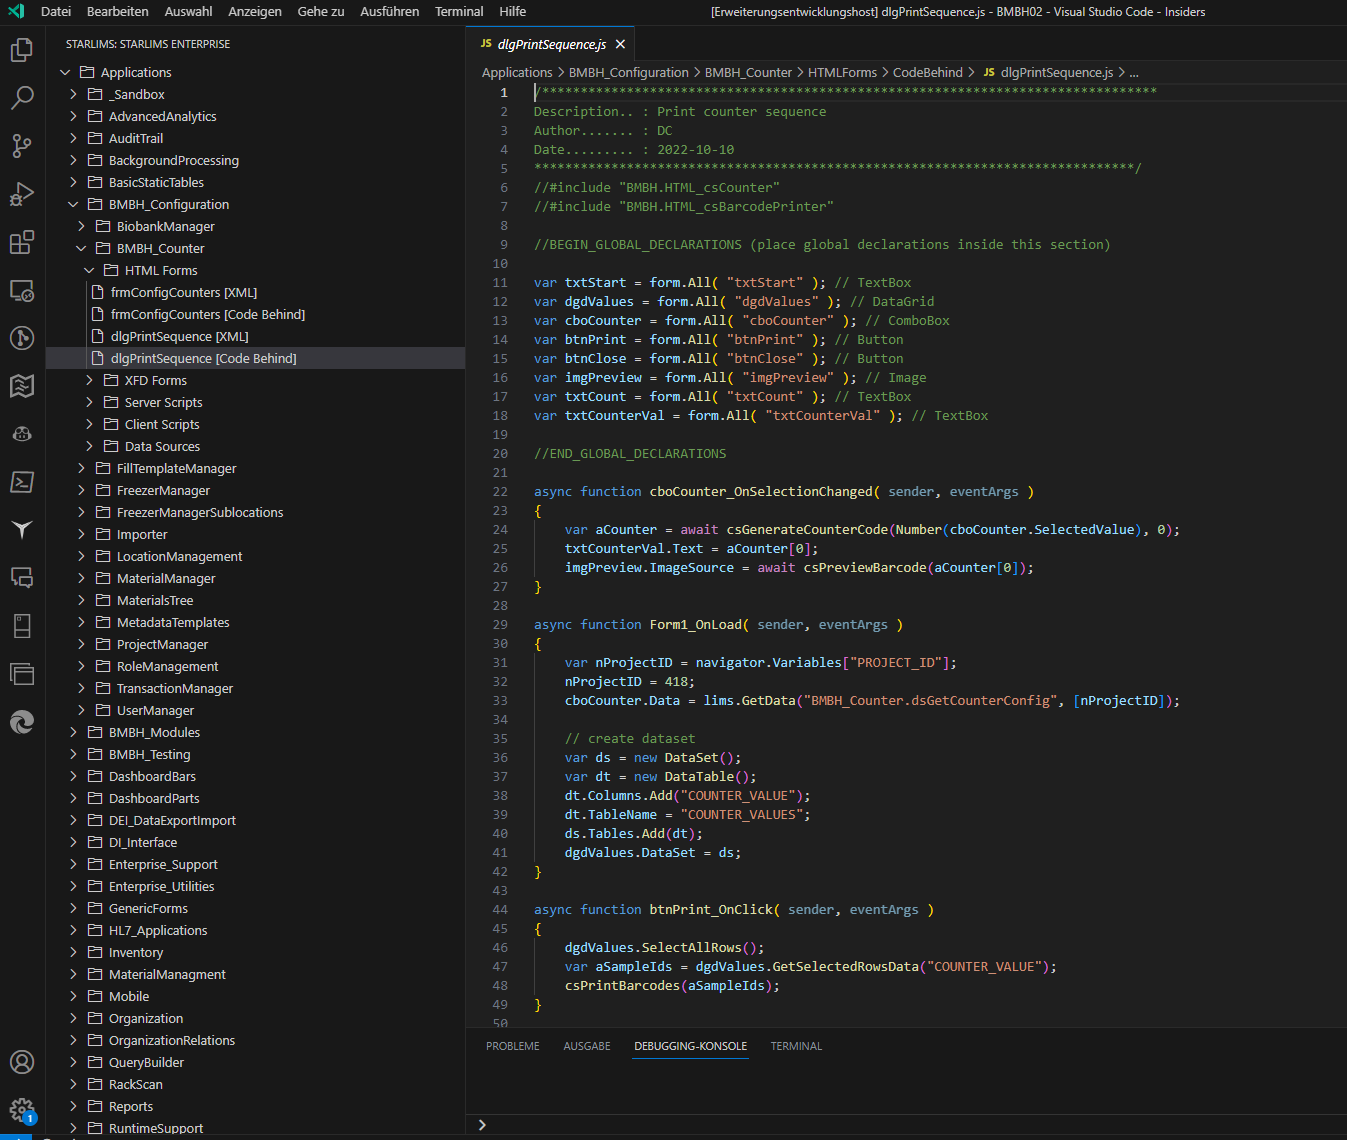 Datei Bearbeiten Auswahl Anzeigen Gehe zu Ausführen Terminal Hilfe [Erweiterungsentwicklungshost] dlgPrintSequence.js - BMBH02 - Visual Studio Code - Insiders
STARLIMS: STARLIMS ENTERPRISE
Applications
_Sandbox
AdvancedAnalytics
AuditTrail
BackgroundProcessing
BasicStaticTables
BMBH_Configuration
BiobankManager
BMBH_Counter
HTML Forms
frmConfigCounters [XML]
frmConfigCounters [Code Behind]
dlgPrintSequence [XML]
dlgPrintSequence [Code Behind]
XFD Forms
Server Scripts
Client Scripts
Data Sources
FillTemplateManager
FreezerManager
FreezerManagerSublocations
Importer
LocationManagement
MaterialManager
MaterialsTree
MetadataTemplates
ProjectManager
RoleManagement
TransactionManager
UserManager
BMBH_Modules
BMBH_Testing
DashboardBars
DashboardParts
DEI_DataExportImport
DI_Interface
Enterprise_Support
Enterprise_Utilities
GenericForms
HL7_Applications
Inventory
MaterialManagment
Mobile
Organization
OrganizationRelations
QueryBuilder
RackScan
Reports
RuntimeSupport
1
JS dlgPrintSequence.js ×
Applications > BMBH_Configuration > BMBH_Counter > HTMLForms > CodeBehind > JS dlgPrintSequence.js > ...
1 /********************************************************************************
2 Description.. : Print counter sequence
3 Author....... : DC
4 Date......... : 2022-10-10
5 ******************************************************************************/
6 //#include "BMBH.HTML_csCounter"
7 //#include "BMBH.HTML_csBarcodePrinter"
8
9 //BEGIN_GLOBAL_DECLARATIONS (place global declarations inside this section)
10
11 var txtStart = form.All( "txtStart" ); // TextBox
12 var dgdValues = form.All( "dgdValues" ); // DataGrid
13 var cboCounter = form.All( "cboCounter" ); // ComboBox
14 var btnPrint = form.All( "btnPrint" ); // Button
15 var btnClose = form.All( "btnClose" ); // Button
16 var imgPreview = form.All( "imgPreview" ); // Image
17 var txtCount = form.All( "txtCount" ); // TextBox
18 var txtCounterVal = form.All( "txtCounterVal" ); // TextBox
19
20 //END_GLOBAL_DECLARATIONS
21
22 async function cboCounter_OnSelectionChanged( sender, eventArgs )
23 {
24 var aCounter = await csGenerateCounterCode(Number(cboCounter.SelectedValue), 0);
25 txtCounterVal.Text = aCounter[0];
26 imgPreview.ImageSource = await csPreviewBarcode(aCounter[0]);
27 }
28
29 async function Form1_OnLoad( sender, eventArgs )
30 {
31 var nProjectID = navigator.Variables["PROJECT_ID"];
32 nProjectID = 418;
33 cboCounter.Data = lims.GetData("BMBH_Counter.dsGetCounterConfig", [nProjectID]);
34
35 // create dataset
36 var ds = new DataSet();
37 var dt = new DataTable();
38 dt.Columns.Add("COUNTER_VALUE");
39 dt.TableName = "COUNTER_VALUES";
40 ds.Tables.Add(dt);
41 dgdValues.DataSet = ds;
42 }
43
44 async function btnPrint_OnClick( sender, eventArgs )
45 {
46 dgdValues.SelectAllRows();
47 var aSampleIds = dgdValues.GetSelectedRowsData("COUNTER_VALUE");
48 csPrintBarcodes(aSampleIds);
49 }
50
PROBLEME AUSGABE DEBUGGING-KONSOLE TERMINAL